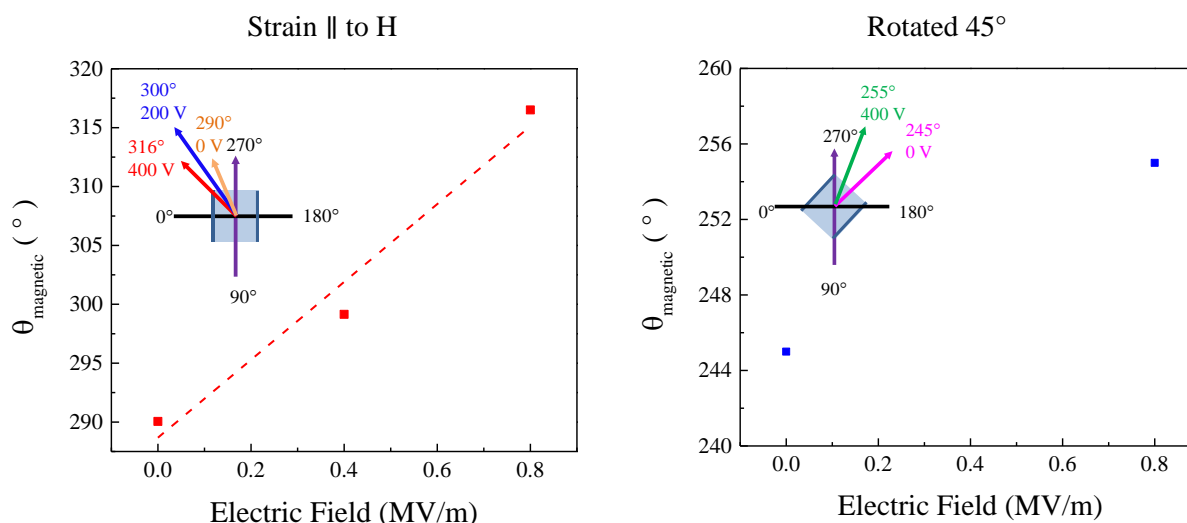 Strain ∥ to H
320
315
310
305
300
295
290
300°
200 V
290°
0 V
316°
400 V
270°
0°
180°
90°
θmagnetic ( ° )
0.0 0.2 0.4 0.6 0.8
Electric Field (MV/m)
Rotated 45°
260
256
252
248
244
240
255°
400 V
245°
0 V
270°
0°
180°
90°
θmagnetic ( ° )
0.0 0.2 0.4 0.6 0.8
Electric Field (MV/m)